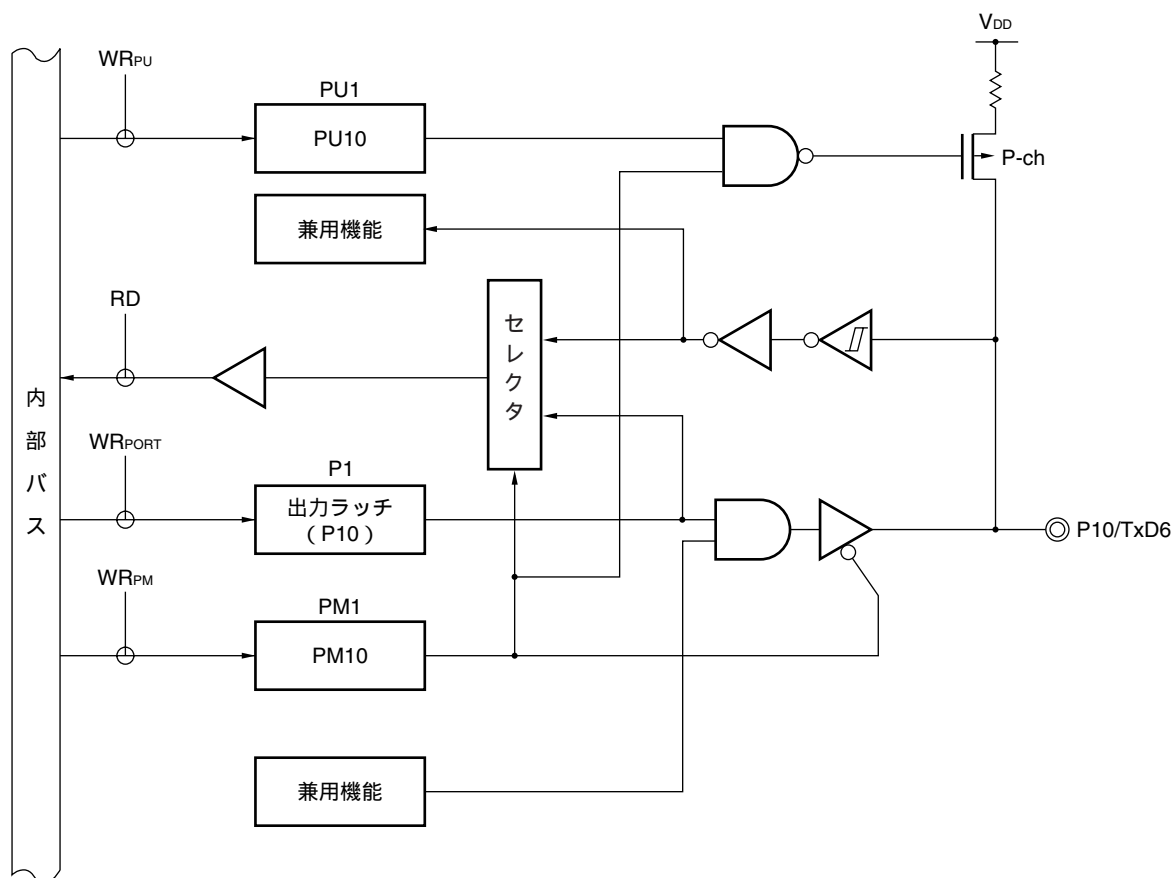 VDD
WRPU
PU1
PU10
P-ch
兼用機能
RD
セレクタ
内部バス
WRPORT
P1
出力ラッチ
(P10)
P10/TxD6
WRPM
PM1
PM10
兼用機能